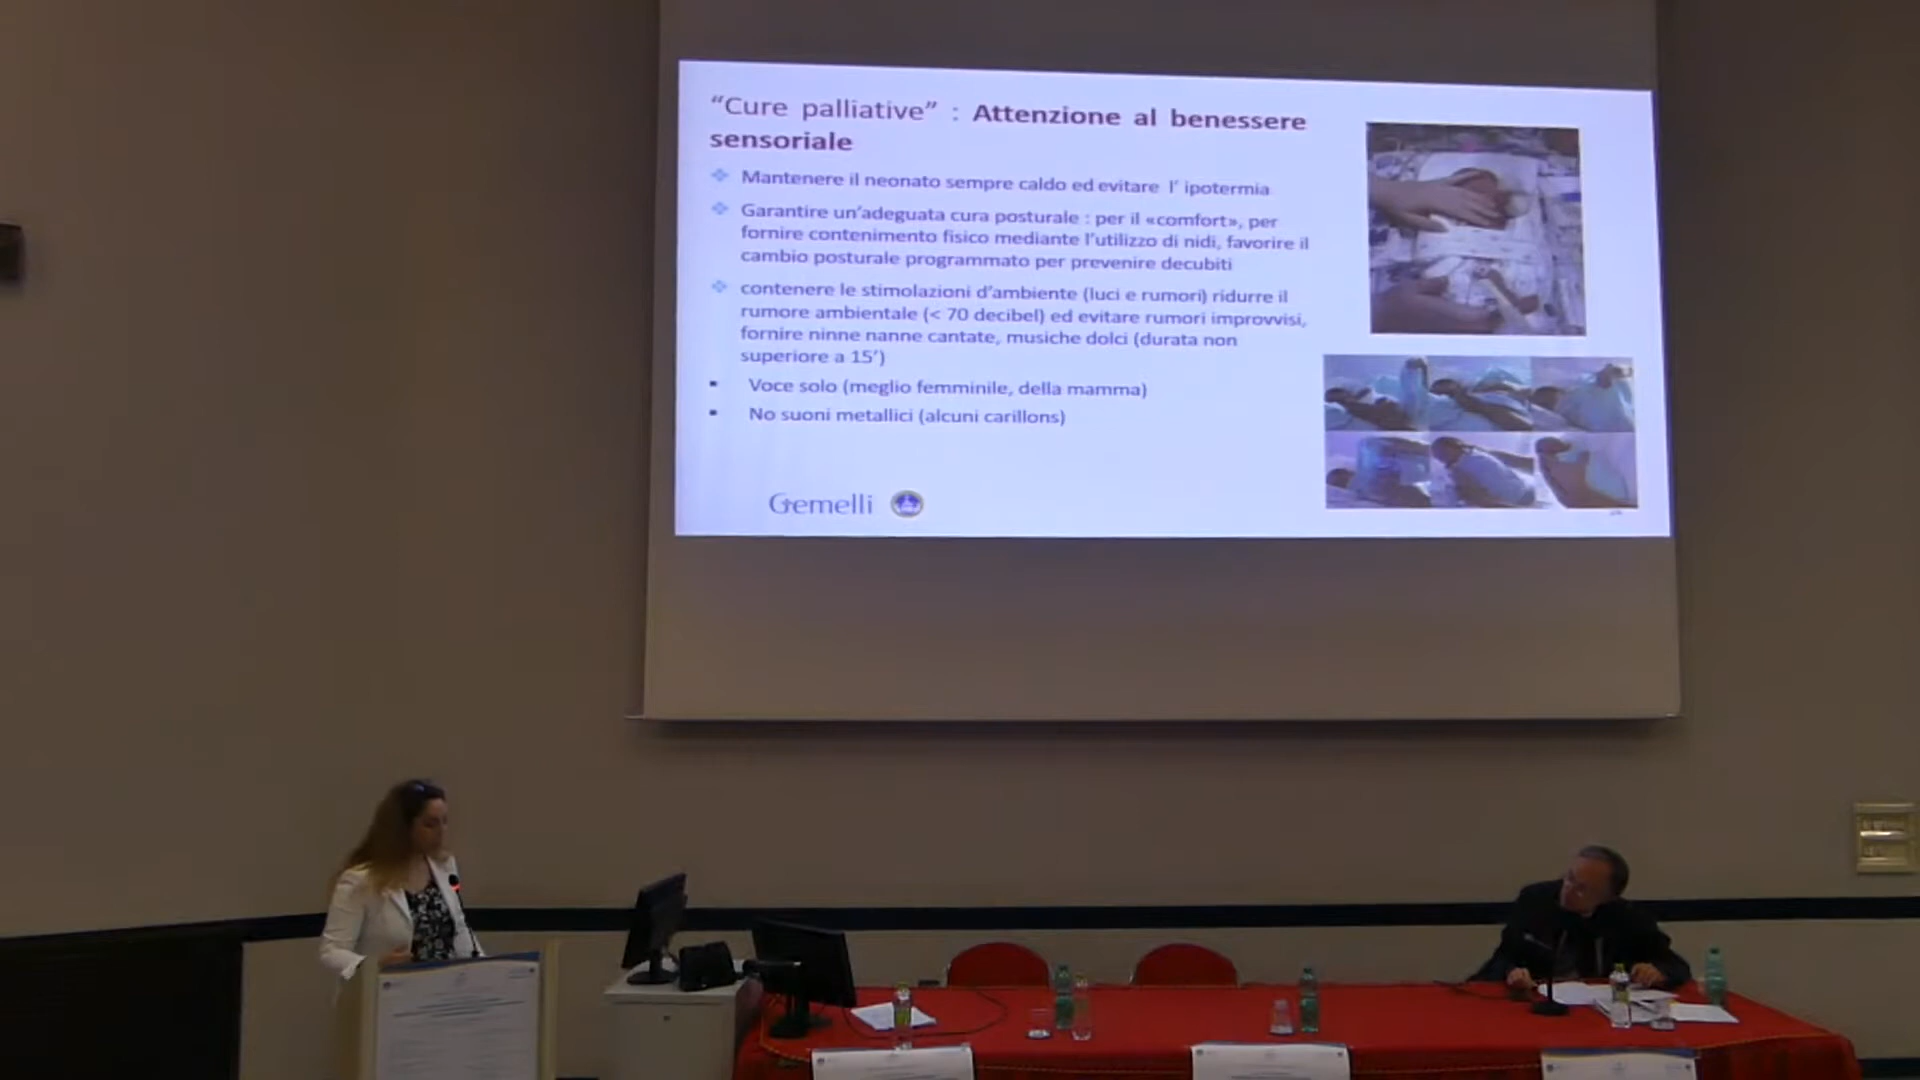 “Cure palliative” : Attenzione al benessere
sensoriale
Mantenere il neonato sempre caldo ed evitare l’ ipotermia
Garantire un’adeguata cura posturale : per il «comfort», per
fornire contenimento fisico mediante l’utilizzo di nidi, favorire il
cambio posturale programmato per prevenire decubiti
contenere le stimolazioni d’ambiente (luci e rumori) ridurre il
rumore ambientale (< 70 decibel) ed evitare rumori improvvisi,
fornire ninne nanne cantate, musiche dolci (durata non
superiore a 15’)
Voce solo (meglio femminile, della mamma)
No suoni metallici (alcuni carillons)
Gemelli